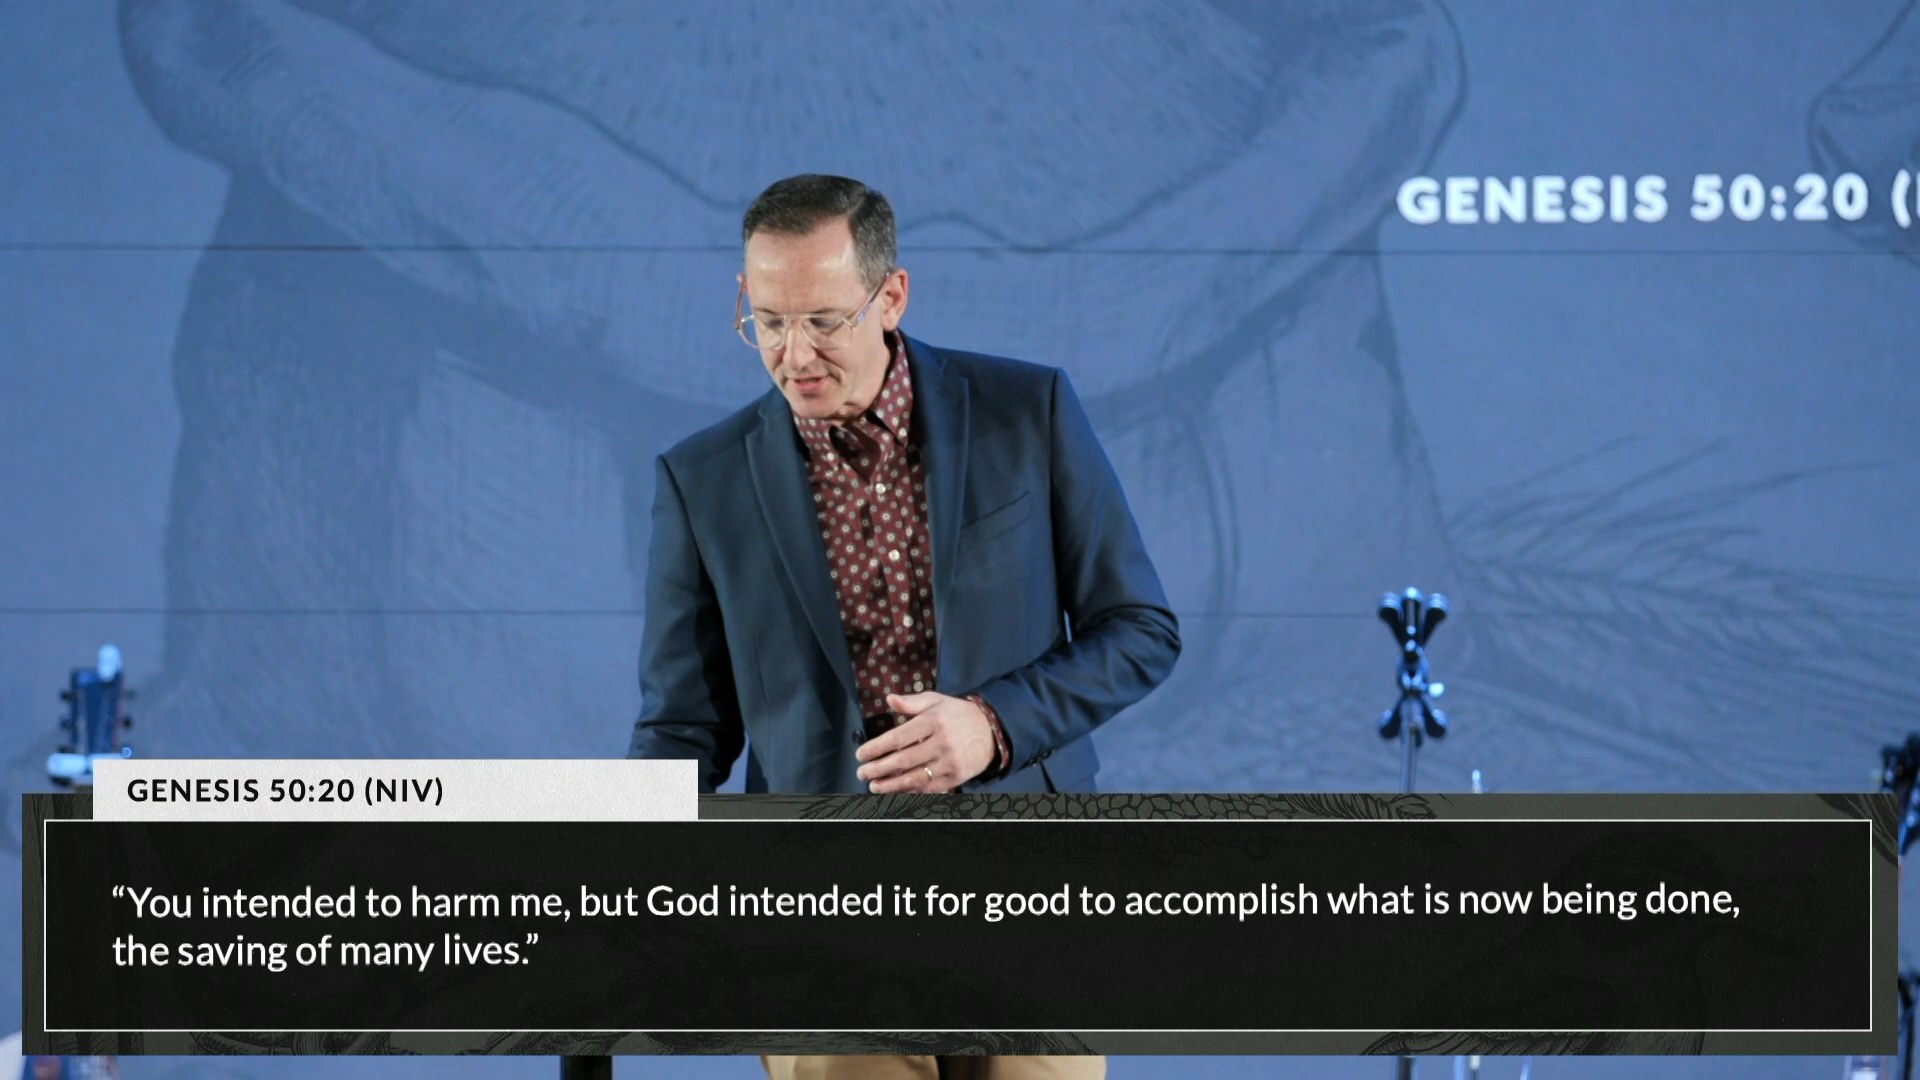 GENESIS 50:20 (
GENESIS 50:20 (NIV)
“You intended to harm me, but God intended it for good to accomplish what is now being done,
the saving of many lives.”